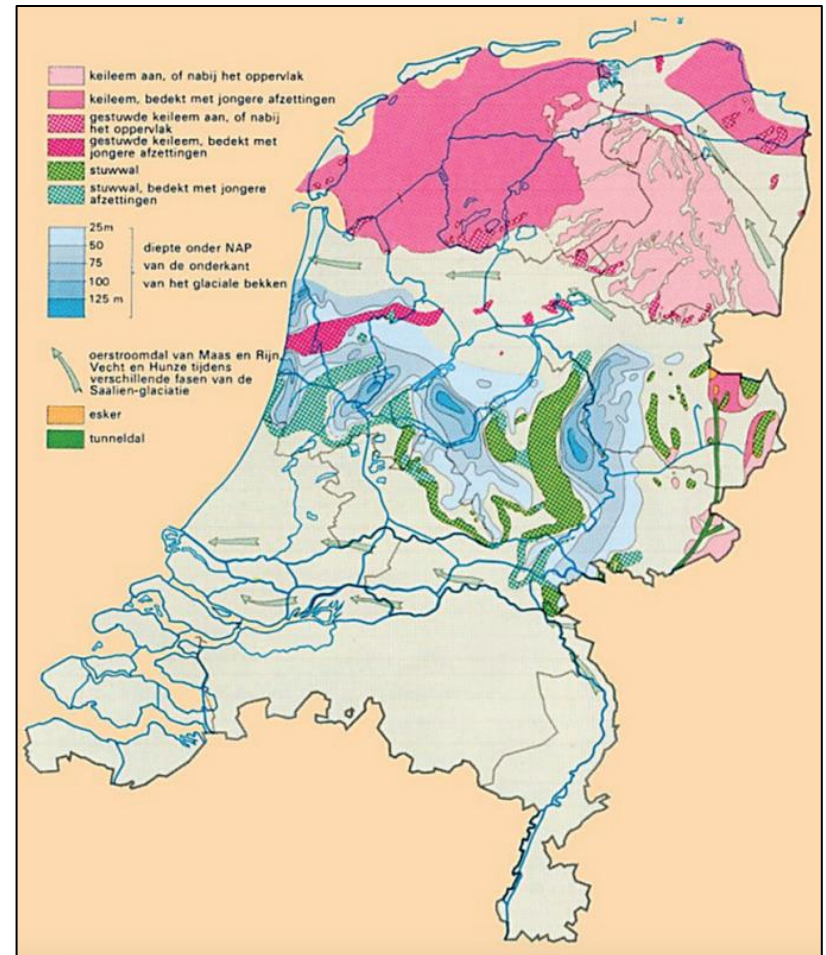 keileem aan, of nabij het oppervlak
keileem, bedekt met jongere afzettingen
gestuwde keileem aan, of nabij
het oppervlak
gestuwde keileem, bedekt met
jongere afzettingen
stuwwal
stuwwal, bedekt met jongere
afzettingen
25m
50
75
100
125 m
diepte onder NAP
van de onderkant
van het glaciale bekken
oerstroomdal van Maas en Rijn,
Vecht en Hunze tijdens
verschillende fasen van de
Saalien-glaciatie
esker
tunneldal